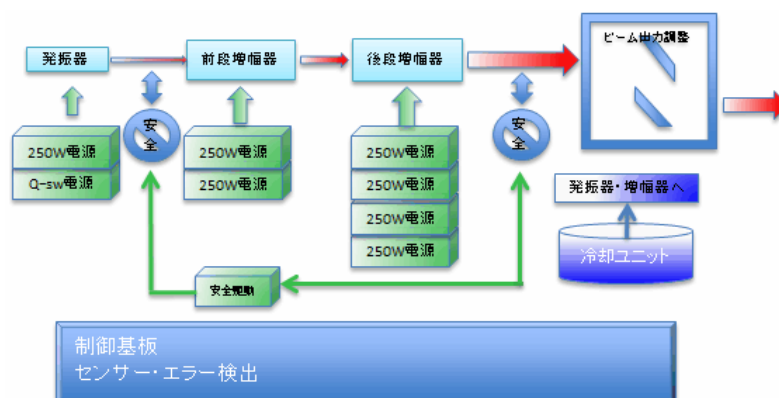 発振器
前段増幅器
後段増幅器
ビーム出力調整
安
全
安
全
250W電源
Q-sw電源
250W電源
250W電源
250W電源
250W電源
250W電源
250W電源
発振器・増幅器へ
冷却ユニット
安全駆動
制御基板
センサー・エラー検出